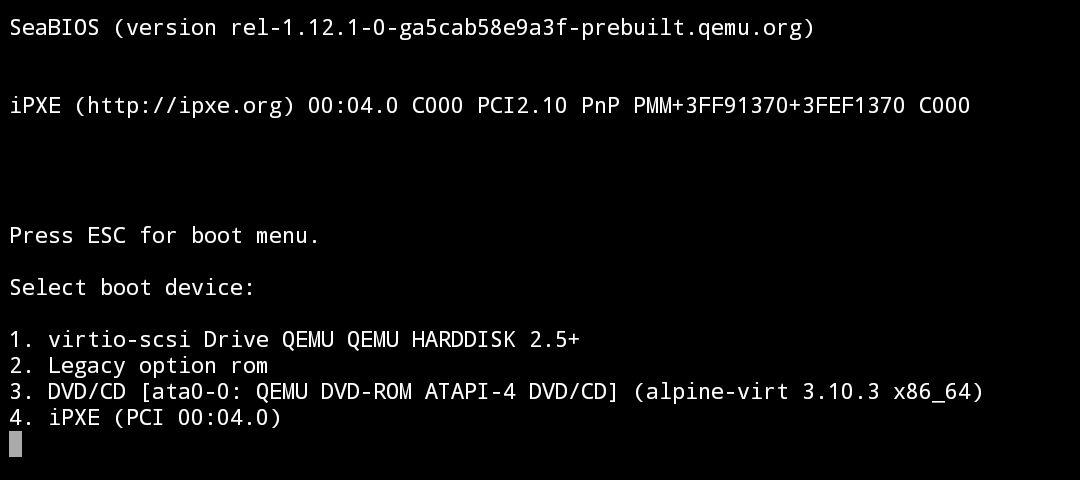 SeaBIOS (version rel-1.12.1-0-ga5cab58e9a3f-prebuilt.qemu.org)
iPXE (http://ipxe.org) 00:04.0 C000 PCI2.10 PnP PMM+3FF91370+3FEF1370 C000
Press ESC for boot menu.
Select boot device:
1. virtio-scsi Drive QEMU QEMU HARDDISK 2.5+
2. Legacy option rom
3. DVD/CD [ata0-0: QEMU DVD-ROM ATAPI-4 DVD/CD] (alpine-virt 3.10.3 x86_64)
4. iPXE (PCI 00:04.0)